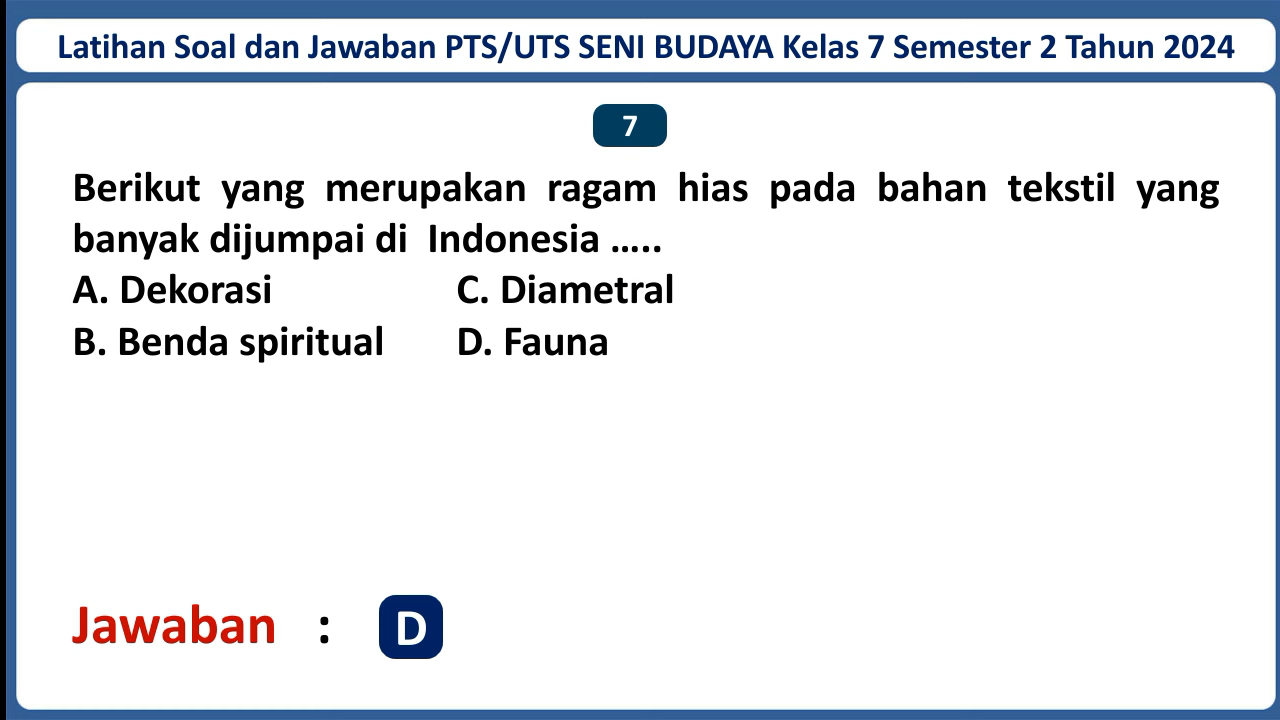 Latihan Soal dan Jawaban PTS/UTS SENI BUDAYA Kelas 7 Semester 2 Tahun 2024
7
Berikut yang merupakan ragam hias pada bahan tekstil yang
banyak dijumpai di Indonesia .....
A. Dekorasi C. Diametral
B. Benda spiritual D. Fauna
Jawaban : D